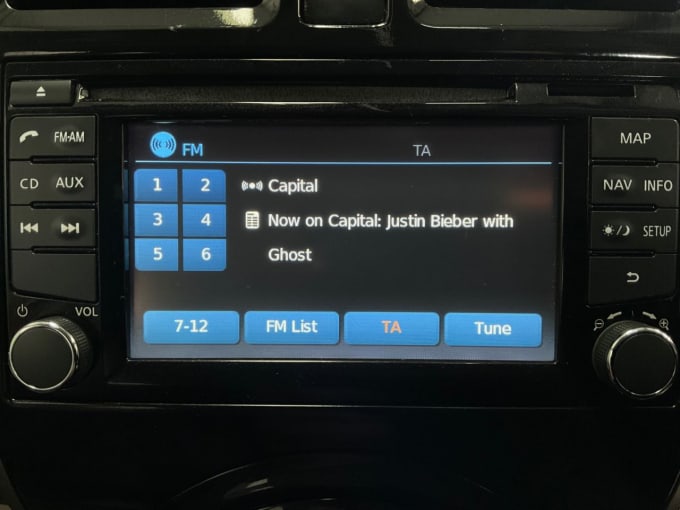 FM·AM
FM
TA
MAP
CD AUX
1 2
Capital
NAV INFO
3 4
Now on Capital: Justin Bieber with
SETUP
5 6
Ghost
VOL
7-12
FM List
TA
Tune